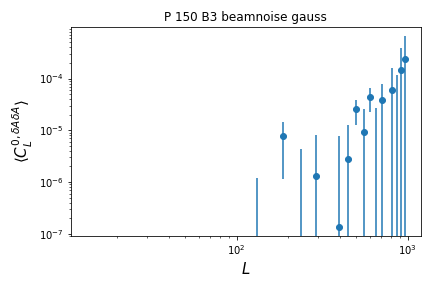 P 150 B3 beamnoise gauss
⟨C_L^{0, δAδA}⟩
10^{-4}
10^{-5}
10^{-6}
10^{-7}
10^2
10^3
L